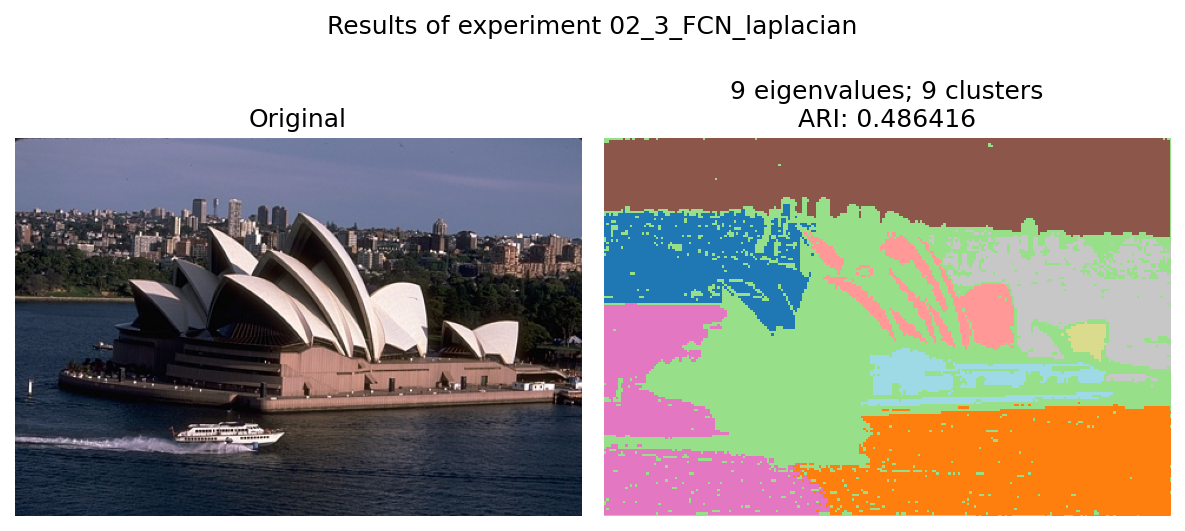 Results of experiment 02_3_FCN_laplacian
Original
9 eigenvalues; 9 clusters
ARI: 0.486416